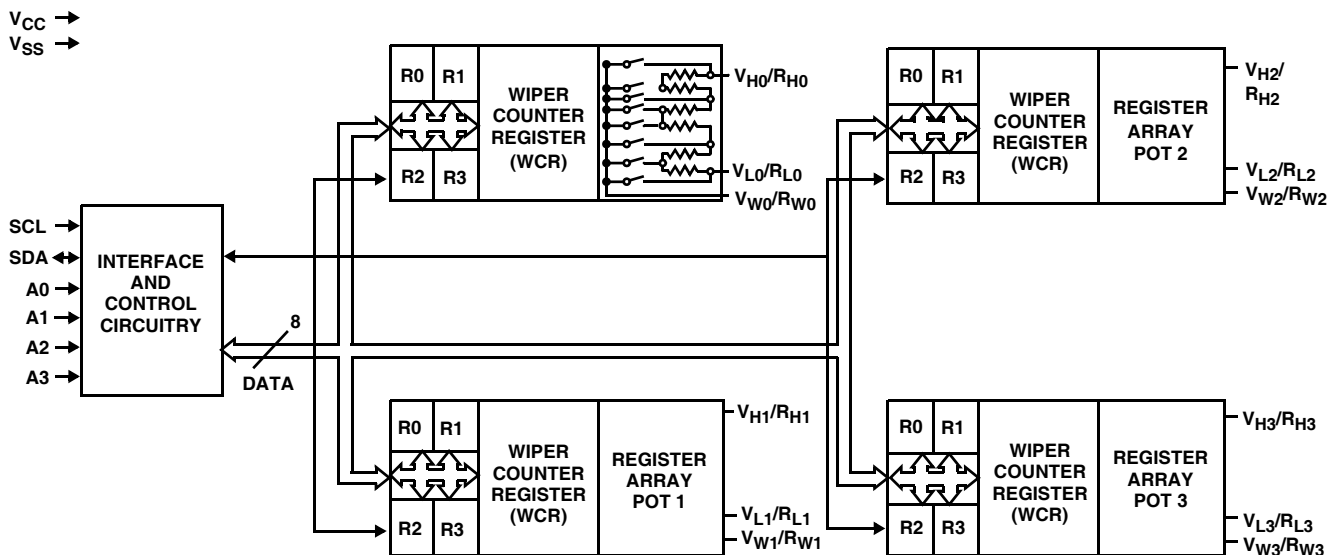 VCC
VSS
R0 R1
R2 R3
WIPER
COUNTER
REGISTER
(WCR)
VH0/RH0
VL0/RL0
VW0/RW0
R0 R1
R2 R3
WIPER
COUNTER
REGISTER
(WCR)
REGISTER
ARRAY
POT 2
VH2/
RH2
VL2/RL2
VW2/RW2
SCL
SDA
A0
A1
A2
A3
INTERFACE
AND
CONTROL
CIRCUITRY
8
DATA
R0 R1
R2 R3
WIPER
COUNTER
REGISTER
(WCR)
REGISTER
ARRAY
POT 1
VH1/RH1
VL1/RL1
VW1/RW1
R0 R1
R2 R3
WIPER
COUNTER
REGISTER
(WCR)
REGISTER
ARRAY
POT 3
VH3/RH3
VL3/RL3
VW3/RW3